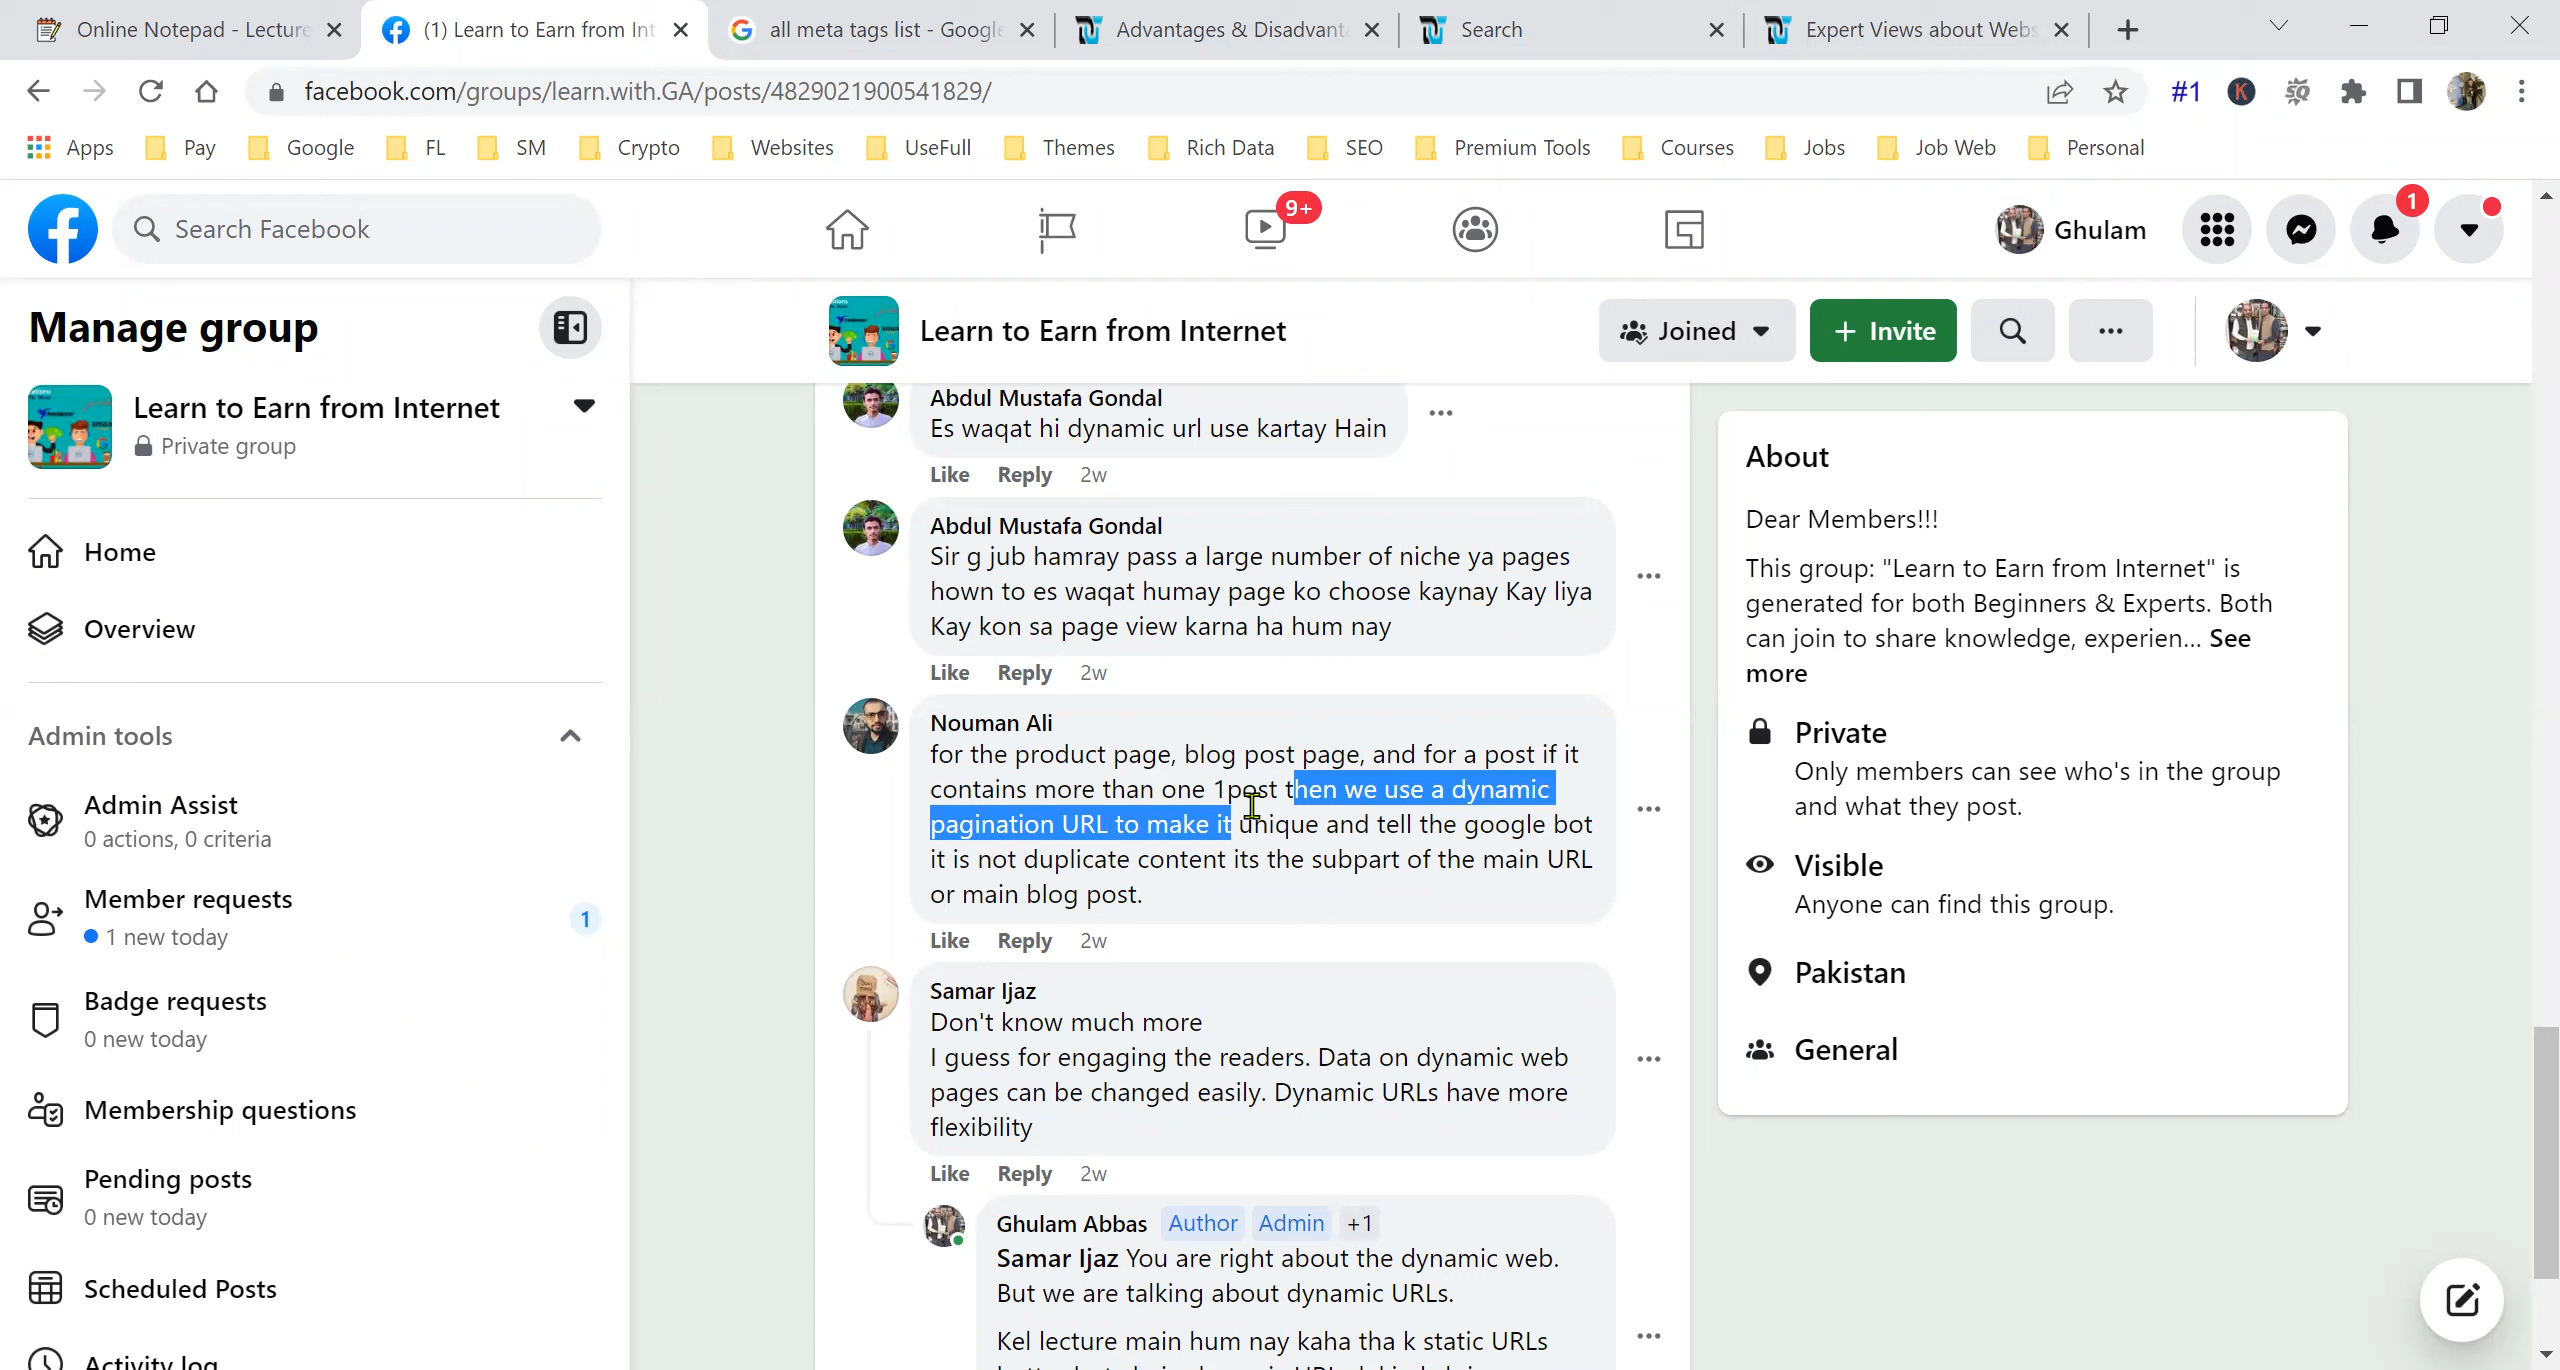 Online Notepad - Lecture
(1) Learn to Earn from Int
all meta tags list - Google
Advantages & Disadvant
Search
Expert Views about Webs
facebook.com/groups/learn.with.GA/posts/4829021900541829/
#1
K
SQ
Apps
Pay
Google
FL
SM
Crypto
Websites
UseFull
Themes
Rich Data
SEO
Premium Tools
Courses
Jobs
Job Web
Personal
Search Facebook
9+
Ghulam
1
Manage group
Learn to Earn from Internet
Private group
Home
Overview
Admin tools
Admin Assist
0 actions, 0 criteria
Member requests
1 new today
1
Badge requests
0 new today
Membership questions
Pending posts
0 new today
Scheduled Posts
Activity log
Learn to Earn from Internet
Joined
+ Invite
Abdul Mustafa Gondal
Es waqat hi dynamic url use kartay Hain
Like Reply 2w
Abdul Mustafa Gondal
Sir g jub hamray pass a large number of niche ya pages
hown to es waqat humay page ko choose kaynay Kay liya
Kay kon sa page view karna ha hum nay
Like Reply 2w
Nouman Ali
for the product page, blog post page, and for a post if it
contains more than one 1post then we use a dynamic
pagination URL to make it unique and tell the google bot
it is not duplicate content its the subpart of the main URL
or main blog post.
Like Reply 2w
Samar Ijaz
Don't know much more
I guess for engaging the readers. Data on dynamic web
pages can be changed easily. Dynamic URLs have more
flexibility
Like Reply 2w
Ghulam Abbas Author Admin +1
Samar Ijaz You are right about the dynamic web.
But we are talking about dynamic URLs.
Kel lecture main hum nay kaha tha k static URLs
About
Dear Members!!!
This group: "Learn to Earn from Internet" is
generated for both Beginners & Experts. Both
can join to share knowledge, experien... See
more
Private
Only members can see who's in the group
and what they post.
Visible
Anyone can find this group.
Pakistan
General